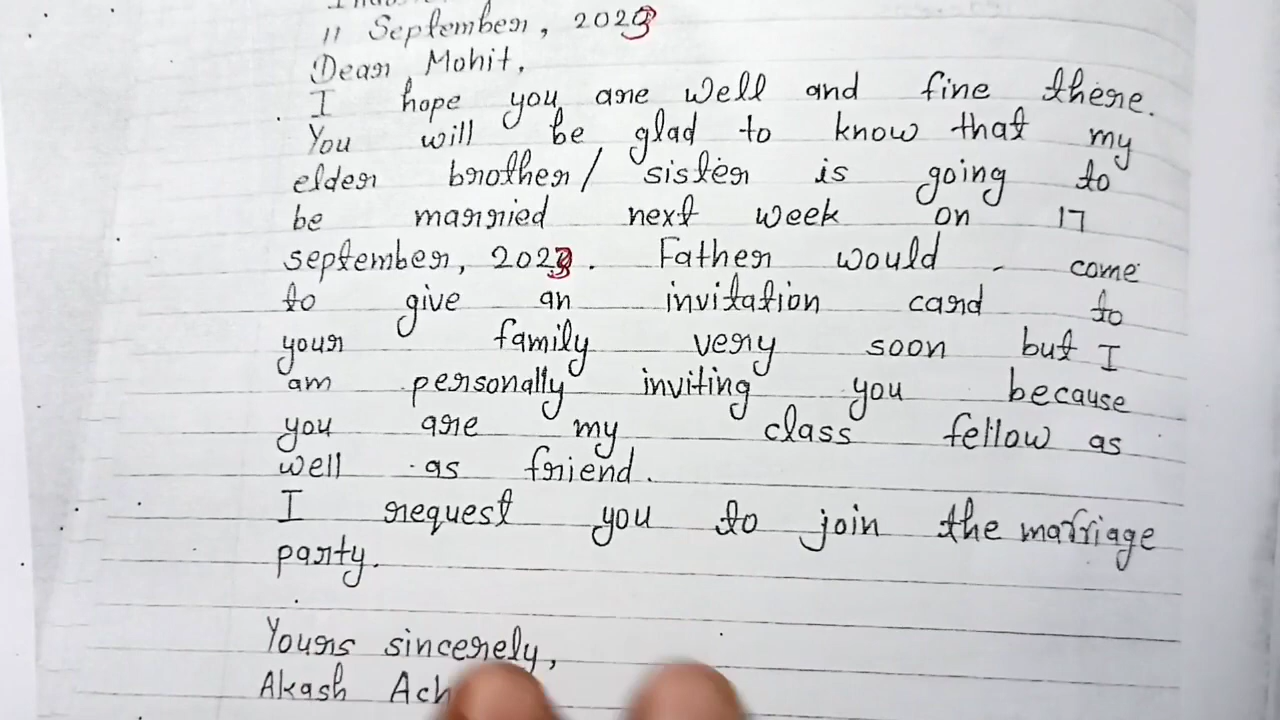 11 September, 2023
Dear Mohit,
I hope you are well and fine there.
You will be glad to know that my
elder brother/ sister is going to
be married next week on 17
september, 2023. Father would come
to give an invitation card to
your family very soon but I
am personally inviting you because
you are my class fellow as
well as friend.
I request you to join the marriage
party.
Yours sincerely,
Akash